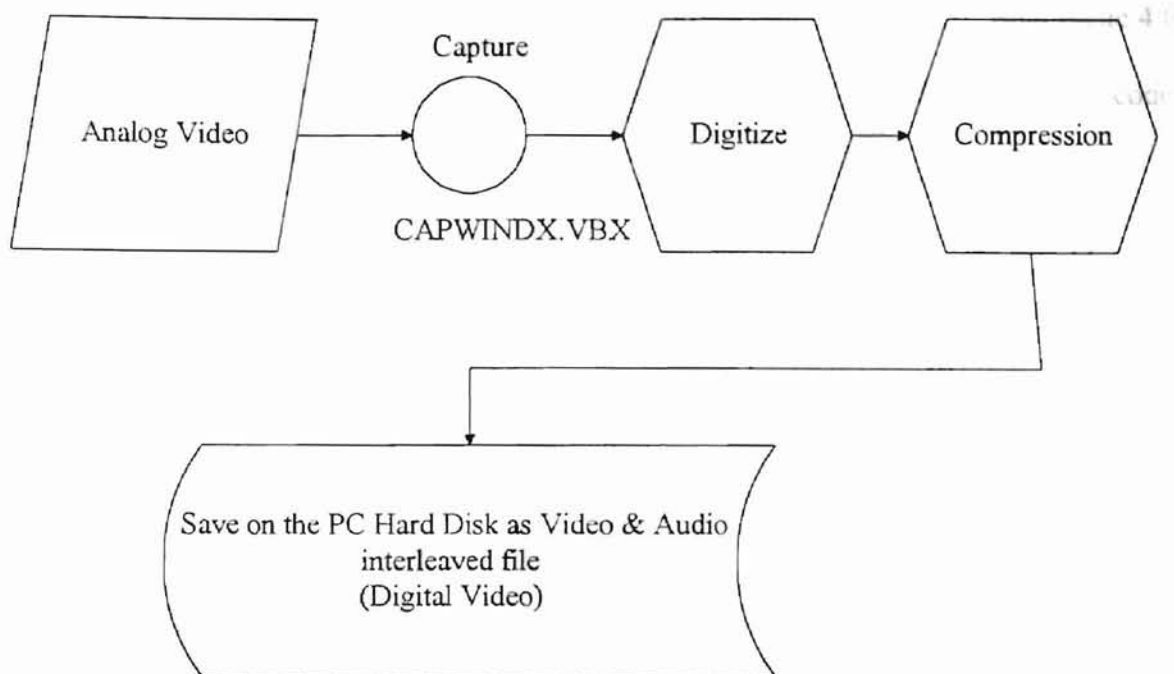 Capture
Analog Video
Digitize
Compression
CAPWINDX.VBX
Save on the PC Hard Disk as Video & Audio
interleaved file
(Digital Video)